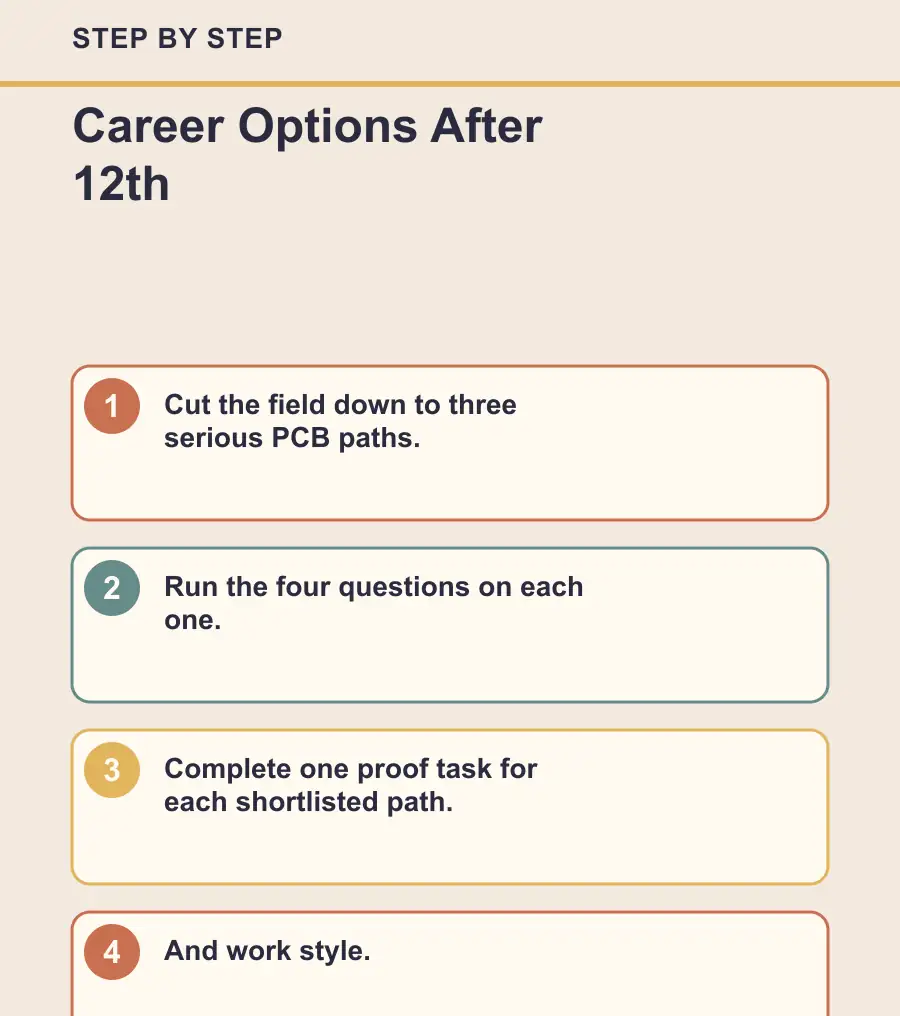 STEP BY STEP
Career Options After
12th
1
Cut the field down to three
serious PCB paths.
2
Run the four questions on each
one.
3
Complete one proof task for
each shortlisted path.
4
And work style.